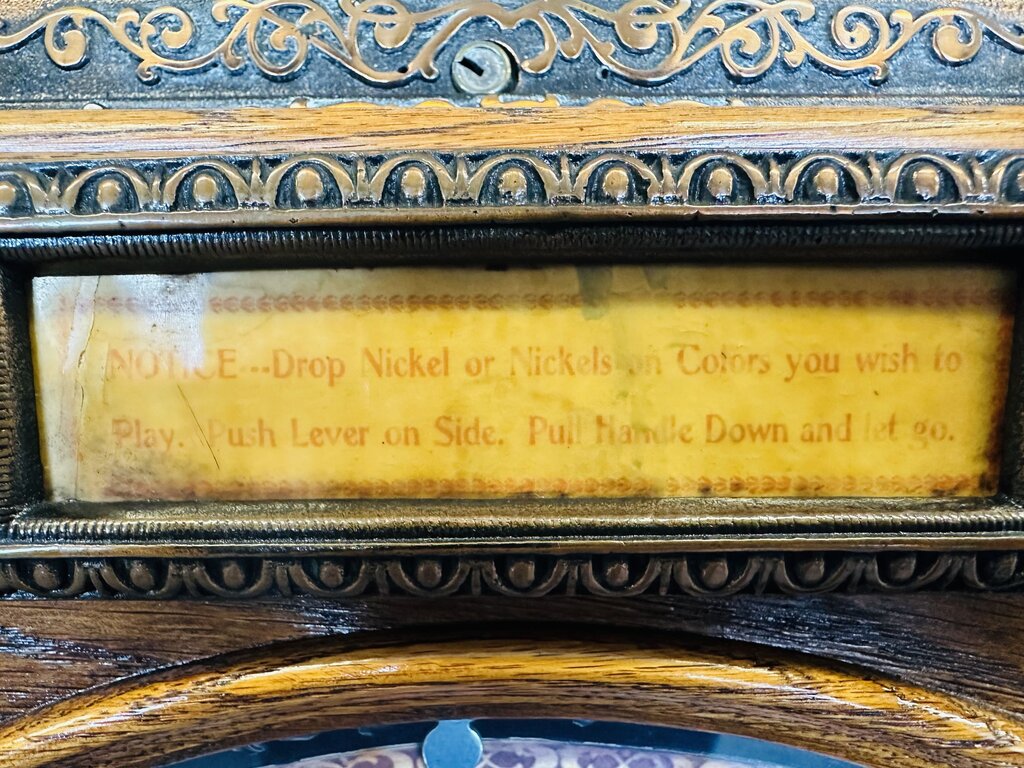 NOTICE--Drop Nickel or Nickels on Colors you wish to
Play. Push Lever on Side. Pull Handle Down and let go.